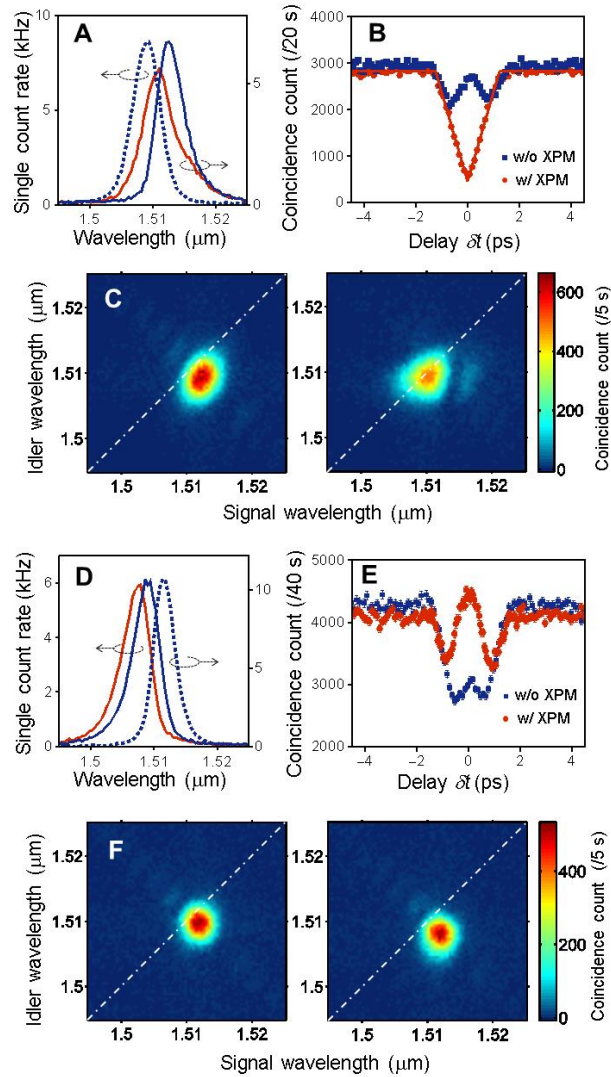 A
Single count rate (kHz)
10
5
0
5
0
1.5
1.51
1.52
Wavelength (μm)
B
Coincidence count (/20 s)
4000
3000
2000
1000
0
w/o XPM
w/ XPM
-4
-2
0
2
4
Delay δt (ps)
C
Idler wavelength (μm)
1.52
1.51
1.5
1.52
1.51
1.5
1.5
1.51
1.52
1.5
1.51
1.52
Signal wavelength (μm)
600
400
200
0
Coincidence count (/5 s)
D
Single count rate (kHz)
6
4
2
0
10
5
0
1.5
1.51
1.52
Wavelength (μm)
E
Coincidence count (/40 s)
5000
4000
3000
2000
w/o XPM
w/ XPM
-4
-2
0
2
4
Delay δt (ps)
F
Idler wavelength (μm)
1.52
1.51
1.5
1.52
1.51
1.5
1.5
1.51
1.52
1.5
1.51
1.52
Signal wavelength (μm)
400
200
0
Coincidence count (/5 s)